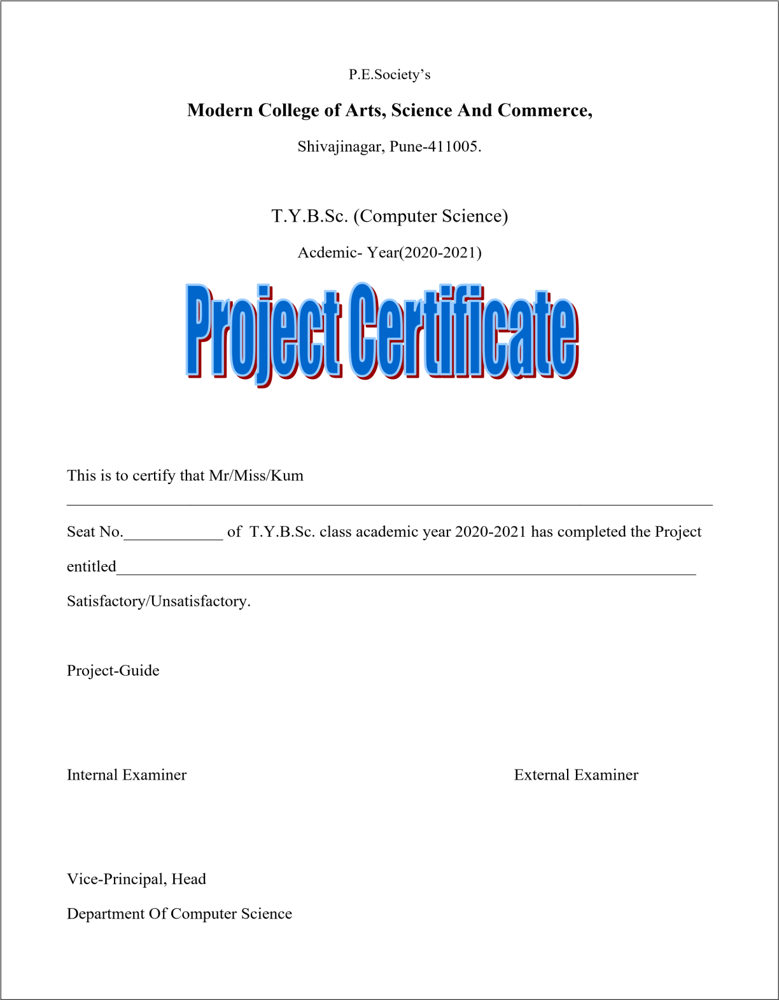 P.E.Society’s
Modern College of Arts, Science And Commerce,
Shivajinagar, Pune-411005.
T.Y.B.Sc. (Computer Science)
Acdemic- Year(2020-2021)
Project Certificate
This is to certify that Mr/Miss/Kum
Seat No.____________ of  T.Y.B.Sc. class academic year 2020-2021 has completed the Project
entitled______________________________________________________________________
Satisfactory/Unsatisfactory.
Project-Guide
Internal Examiner External Examiner
Vice-Principal, Head
Department Of Computer Science